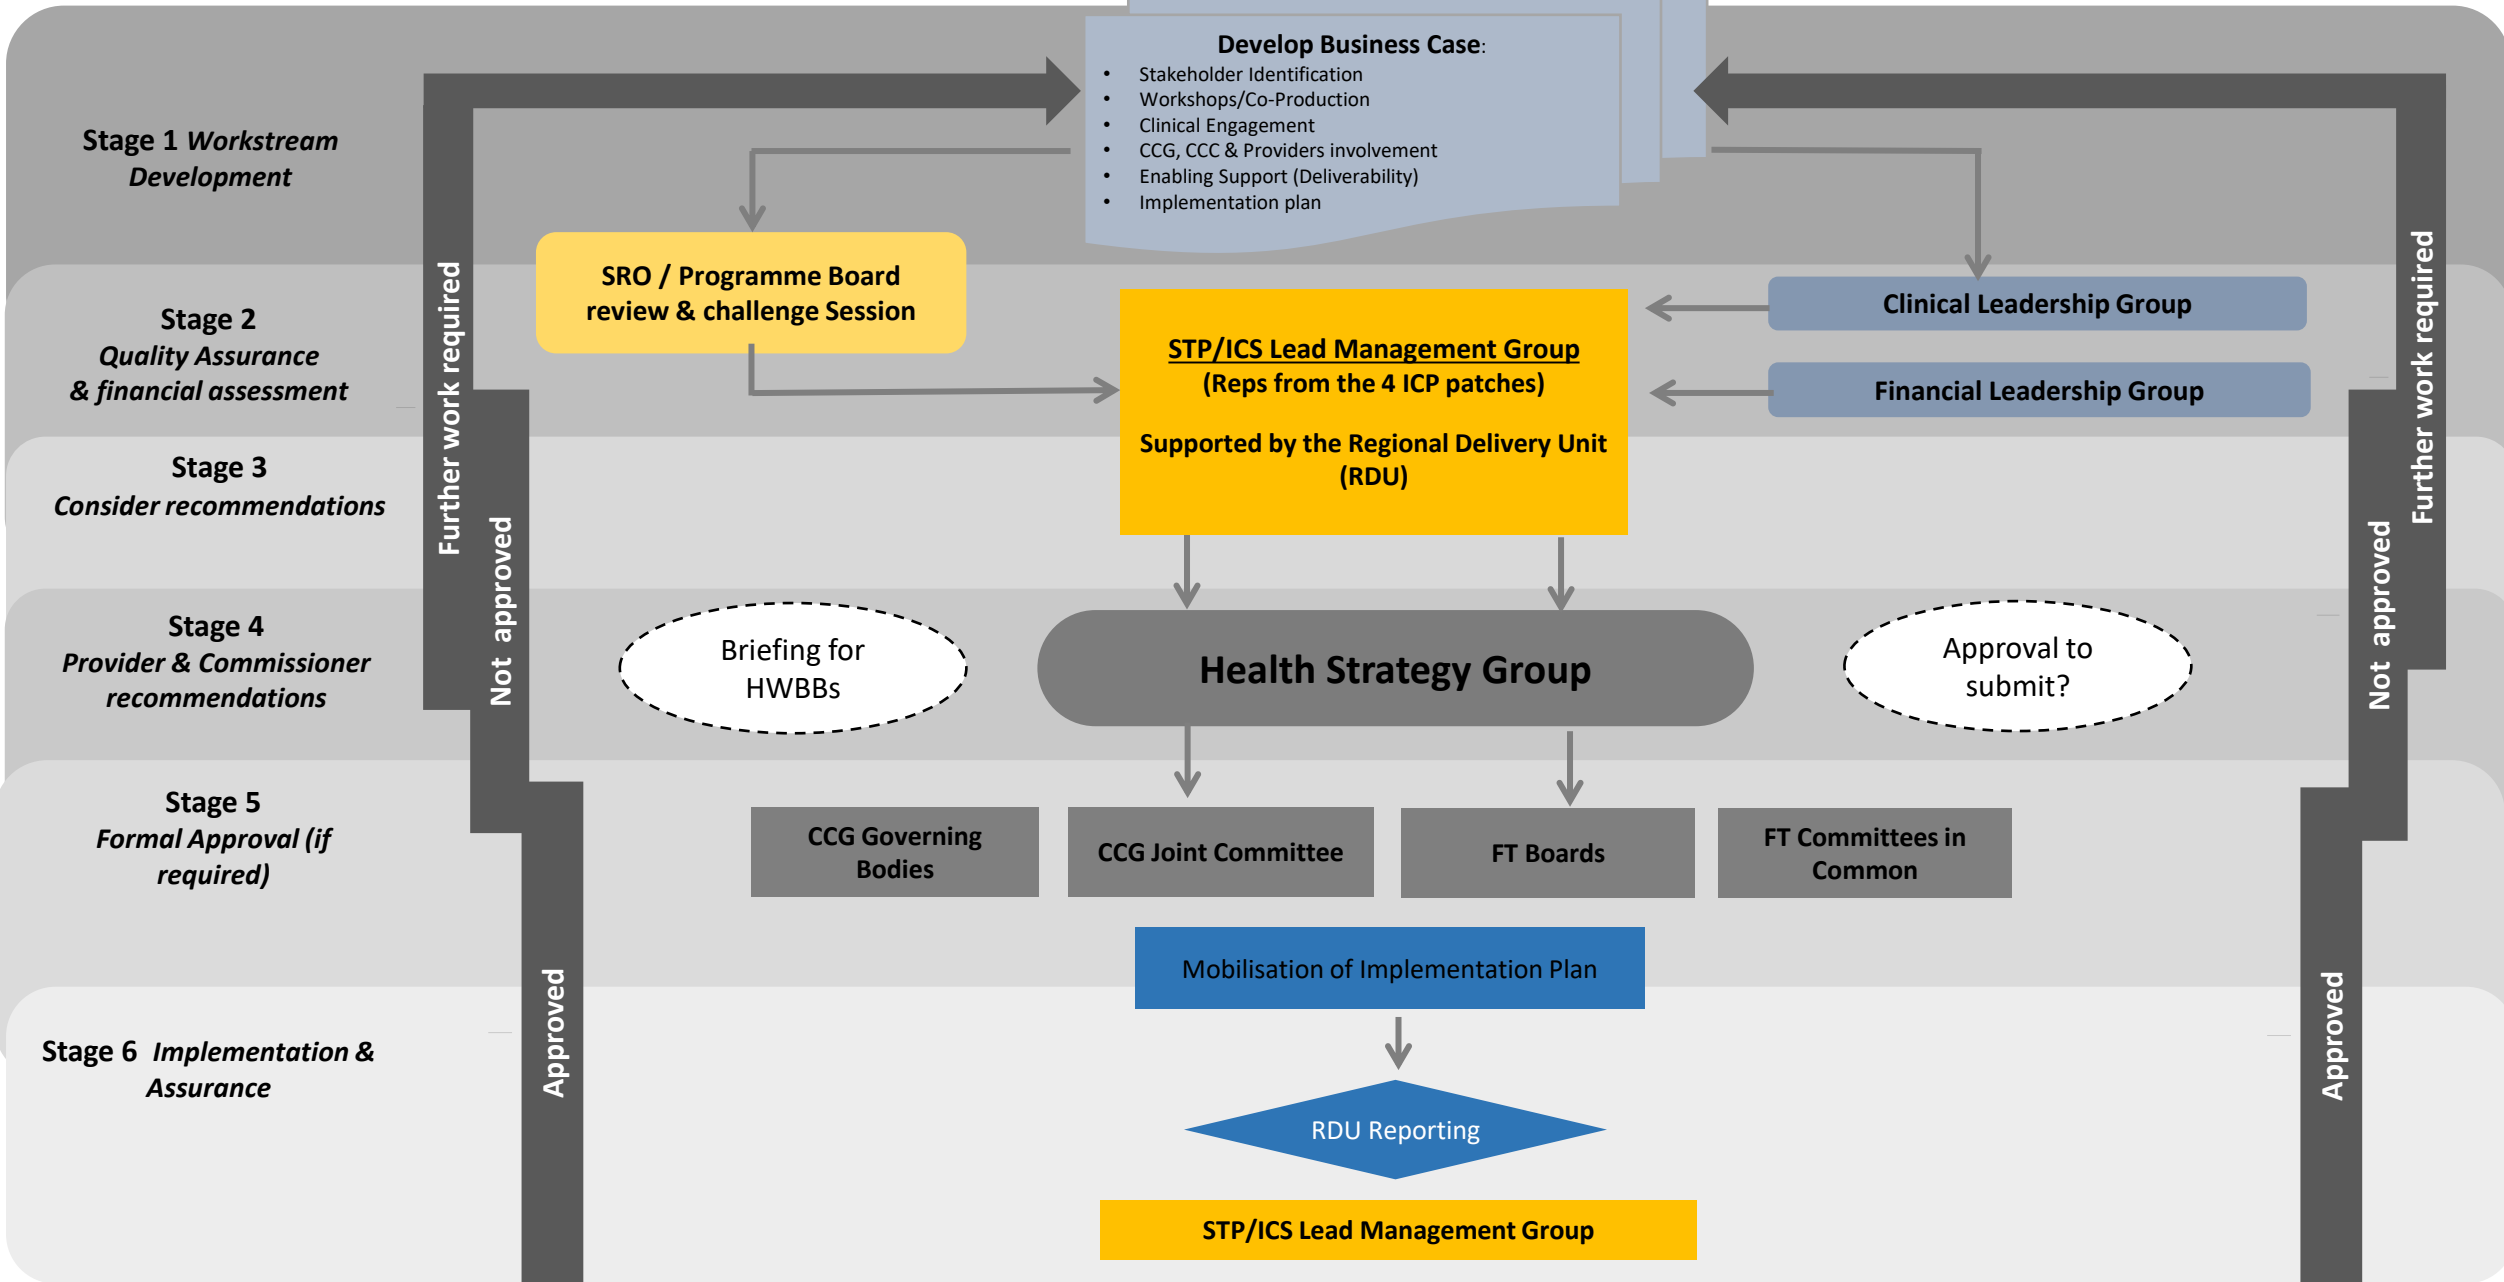 Develop Business Case:
• Stakeholder Identification
• Workshops/Co-Production
• Clinical Engagement
• CCG, CCC & Providers involvement
• Enabling Support (Deliverability)
• Implementation plan
Stage 1 Workstream
Development
SRO / Programme Board
review & challenge Session
Stage 2
Quality Assurance
& financial assessment
STP/ICS Lead Management Group
(Reps from the 4 ICP patches)
Supported by the Regional Delivery Unit
(RDU)
Clinical Leadership Group
Financial Leadership Group
Further work required
Further work required
Stage 3
Consider recommendations
Not approved
Not approved
Stage 4
Provider & Commissioner
recommendations
Briefing for
HWBBs
Health Strategy Group
Approval to
submit?
Stage 5
Formal Approval (if
required)
CCG Governing
Bodies
CCG Joint Committee
FT Boards
FT Committees in
Common
Mobilisation of Implementation Plan
Approved
Approved
Stage 6 Implementation &
Assurance
RDU Reporting
STP/ICS Lead Management Group